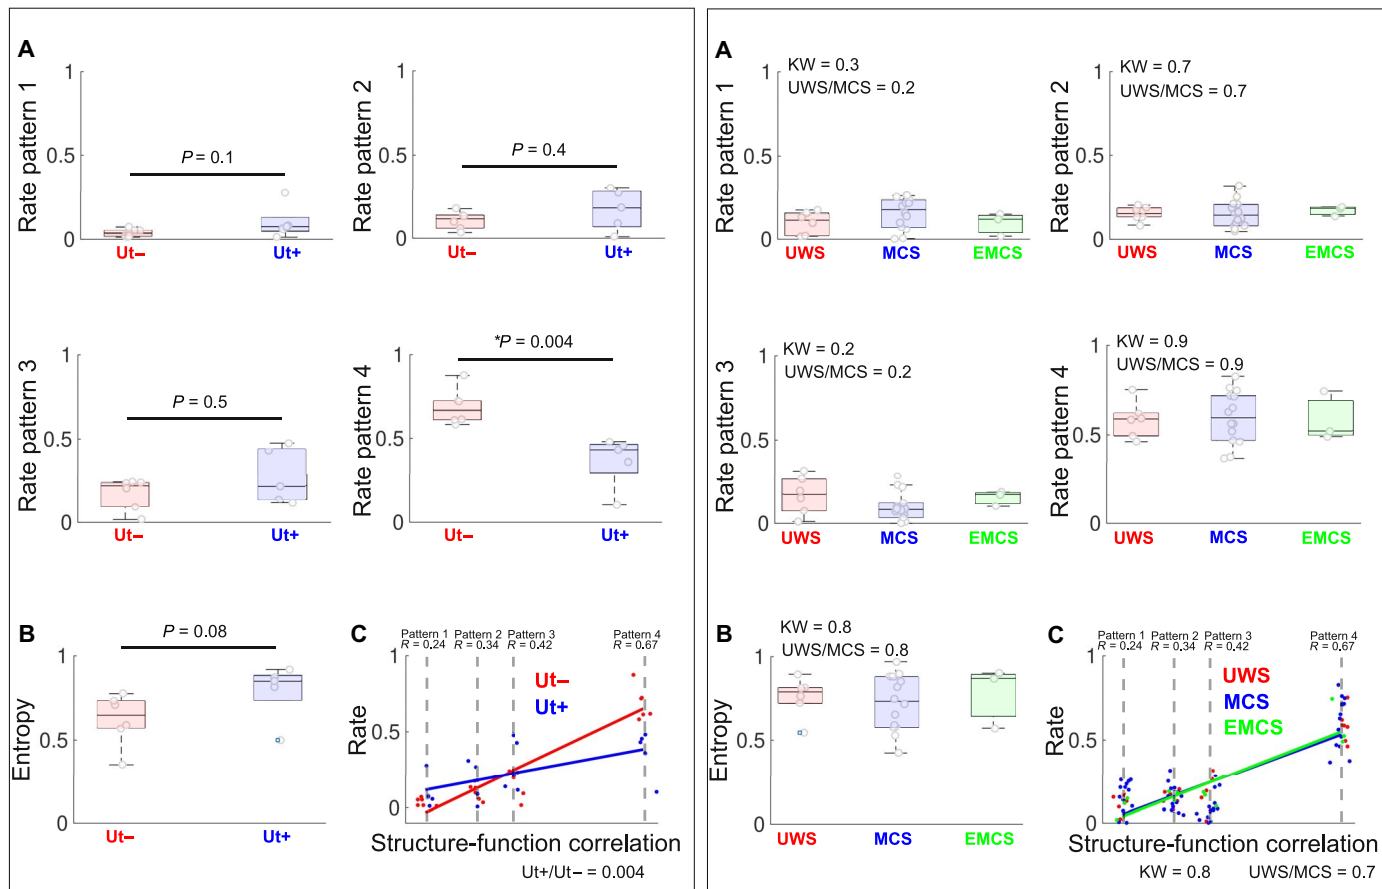 A
Rate pattern 1
1
0.5
0
P = 0.1
Ut−
Ut+
Rate pattern 2
1
0.5
0
P = 0.4
Ut−
Ut+
Rate pattern 3
1
0.5
0
P = 0.5
Ut−
Ut+
Rate pattern 4
1
0.5
0
*P = 0.004
Ut−
Ut+
B
Entropy
1
0.5
0
P = 0.08
Ut−
Ut+
C
Pattern 1
R = 0.24
Pattern 2
R = 0.34
Pattern 3
R = 0.42
Pattern 4
R = 0.67
Rate
1
0.5
0
Ut−
Ut+
Structure-function correlation
Ut+/Ut− = 0.004
A
Rate pattern 1
1
0.5
0
KW = 0.3
UWS/MCS = 0.2
UWS
MCS
EMCS
Rate pattern 2
1
0.5
0
KW = 0.7
UWS/MCS = 0.7
UWS
MCS
EMCS
Rate pattern 3
1
0.5
0
KW = 0.2
UWS/MCS = 0.2
UWS
MCS
EMCS
Rate pattern 4
1
0.5
0
KW = 0.9
UWS/MCS = 0.9
UWS
MCS
EMCS
B
Entropy
1
0.5
0
KW = 0.8
UWS/MCS = 0.8
UWS
MCS
EMCS
C
Pattern 1
R = 0.24
Pattern 2
R = 0.34
Pattern 3
R = 0.42
Pattern 4
R = 0.67
Rate
1
0.5
0
UWS
MCS
EMCS
Structure-function correlation
KW = 0.8
UWS/MCS = 0.7